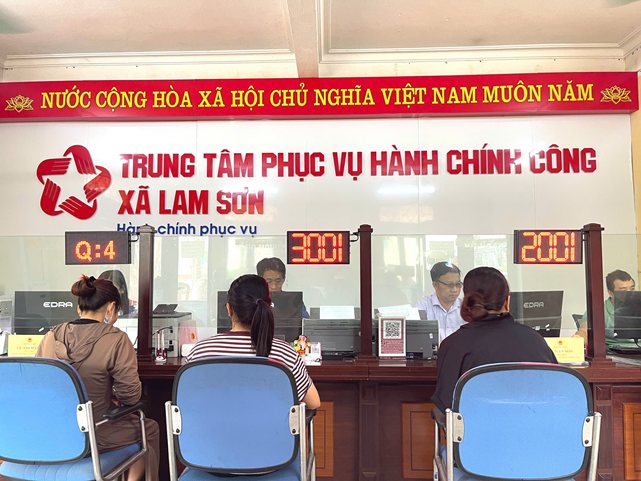 NƯỚC CỘNG HÒA XÃ HỘI CHỦ NGHĨA VIỆT NAM MUÔN NĂM
TRUNG TÂM PHỤC VỤ HÀNH CHÍNH CÔNG
XÃ LAM SƠN
Hành chính phục vụ
Q:4
3001
2001
EDRA
EDRA